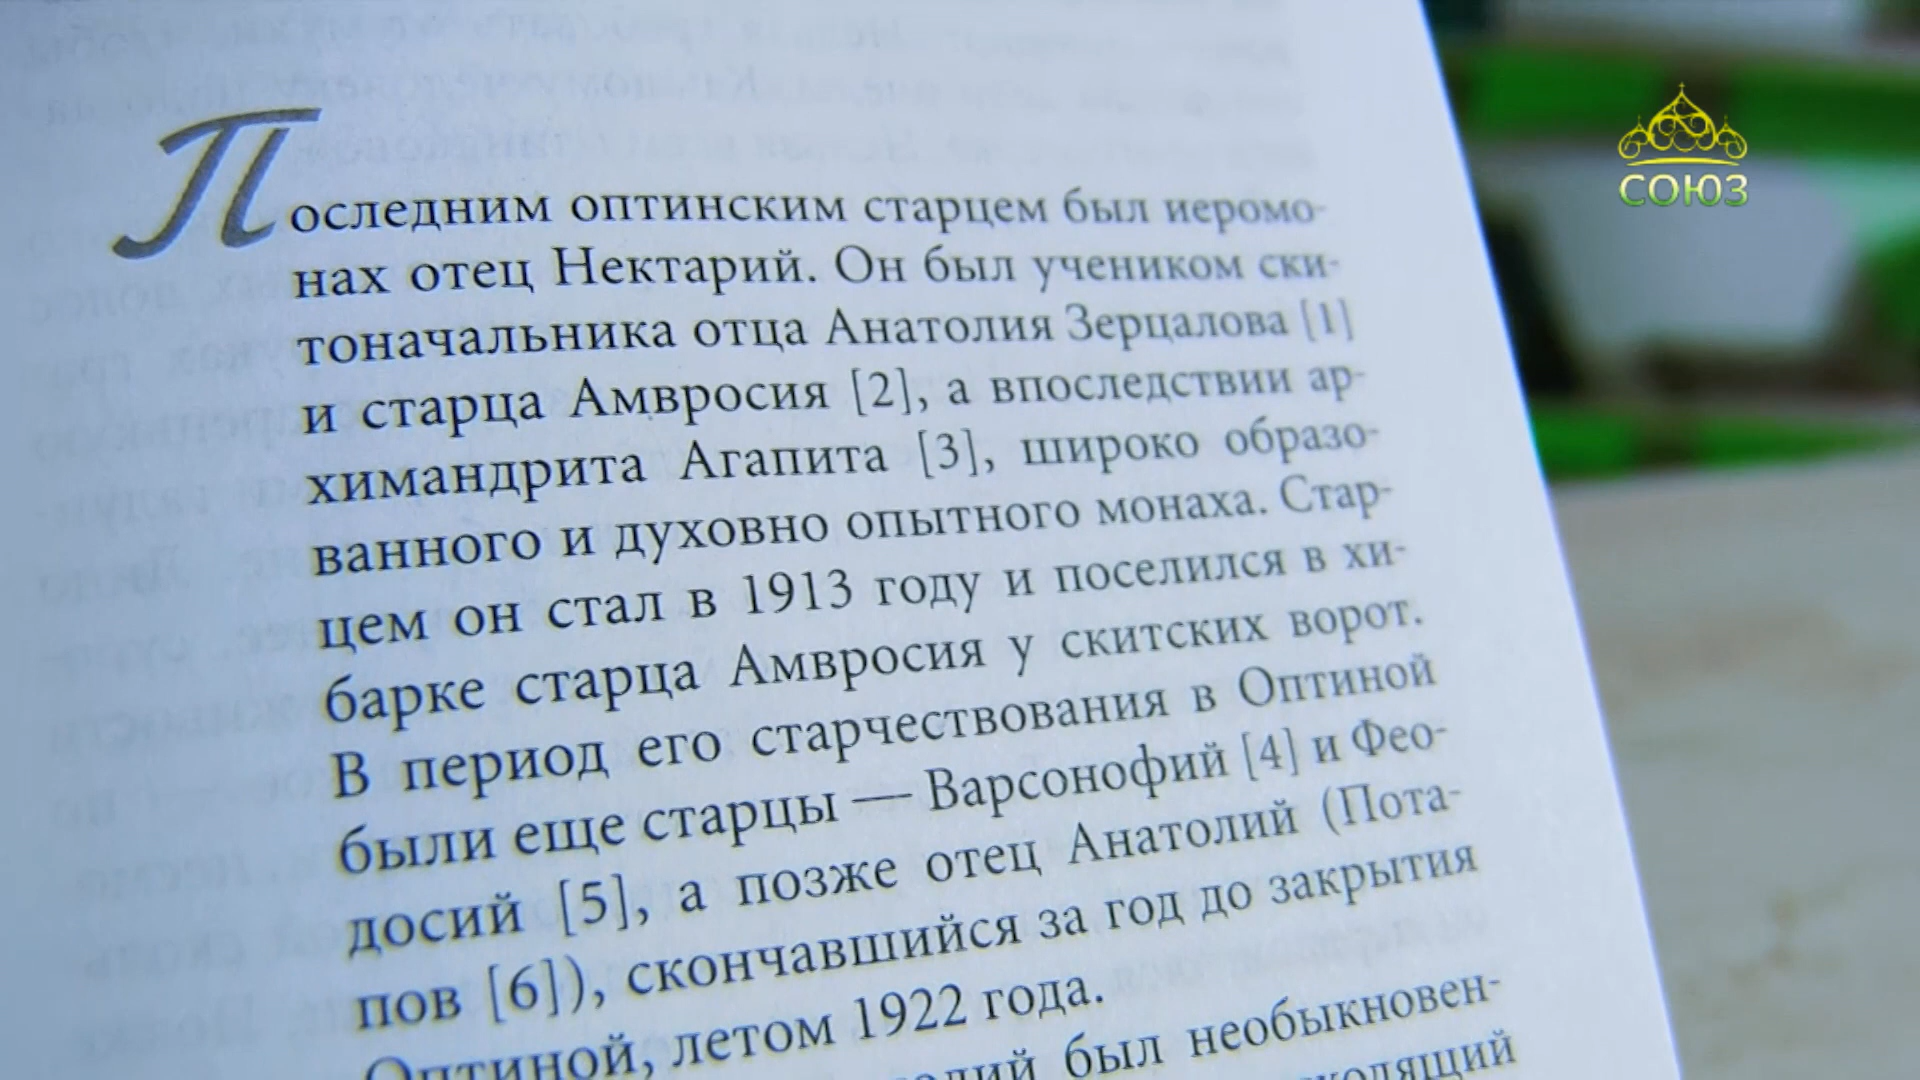 СОЮЗ
Последним оптинским старцем был иеромо-
нах отец Нектарий. Он был учеником ски-
тоначальника отца Анатолия Зерцалова [1]
и старца Амвросия [2], а впоследствии ар-
химандрита Агапита [3], широко образо-
ванного и духовно опытного монаха. Стар-
цем он стал в 1913 году и поселился в хи-
барке старца Амвросия у скитских ворот.
В период его старчествования в Оптиной
были еще старцы — Варсонофий [4] и Фео-
досий [5], а позже отец Анатолий (Пота-
пов [6]), скончавшийся за год до закрытия
Оптиной, летом 1922 года.
был необыкновен-